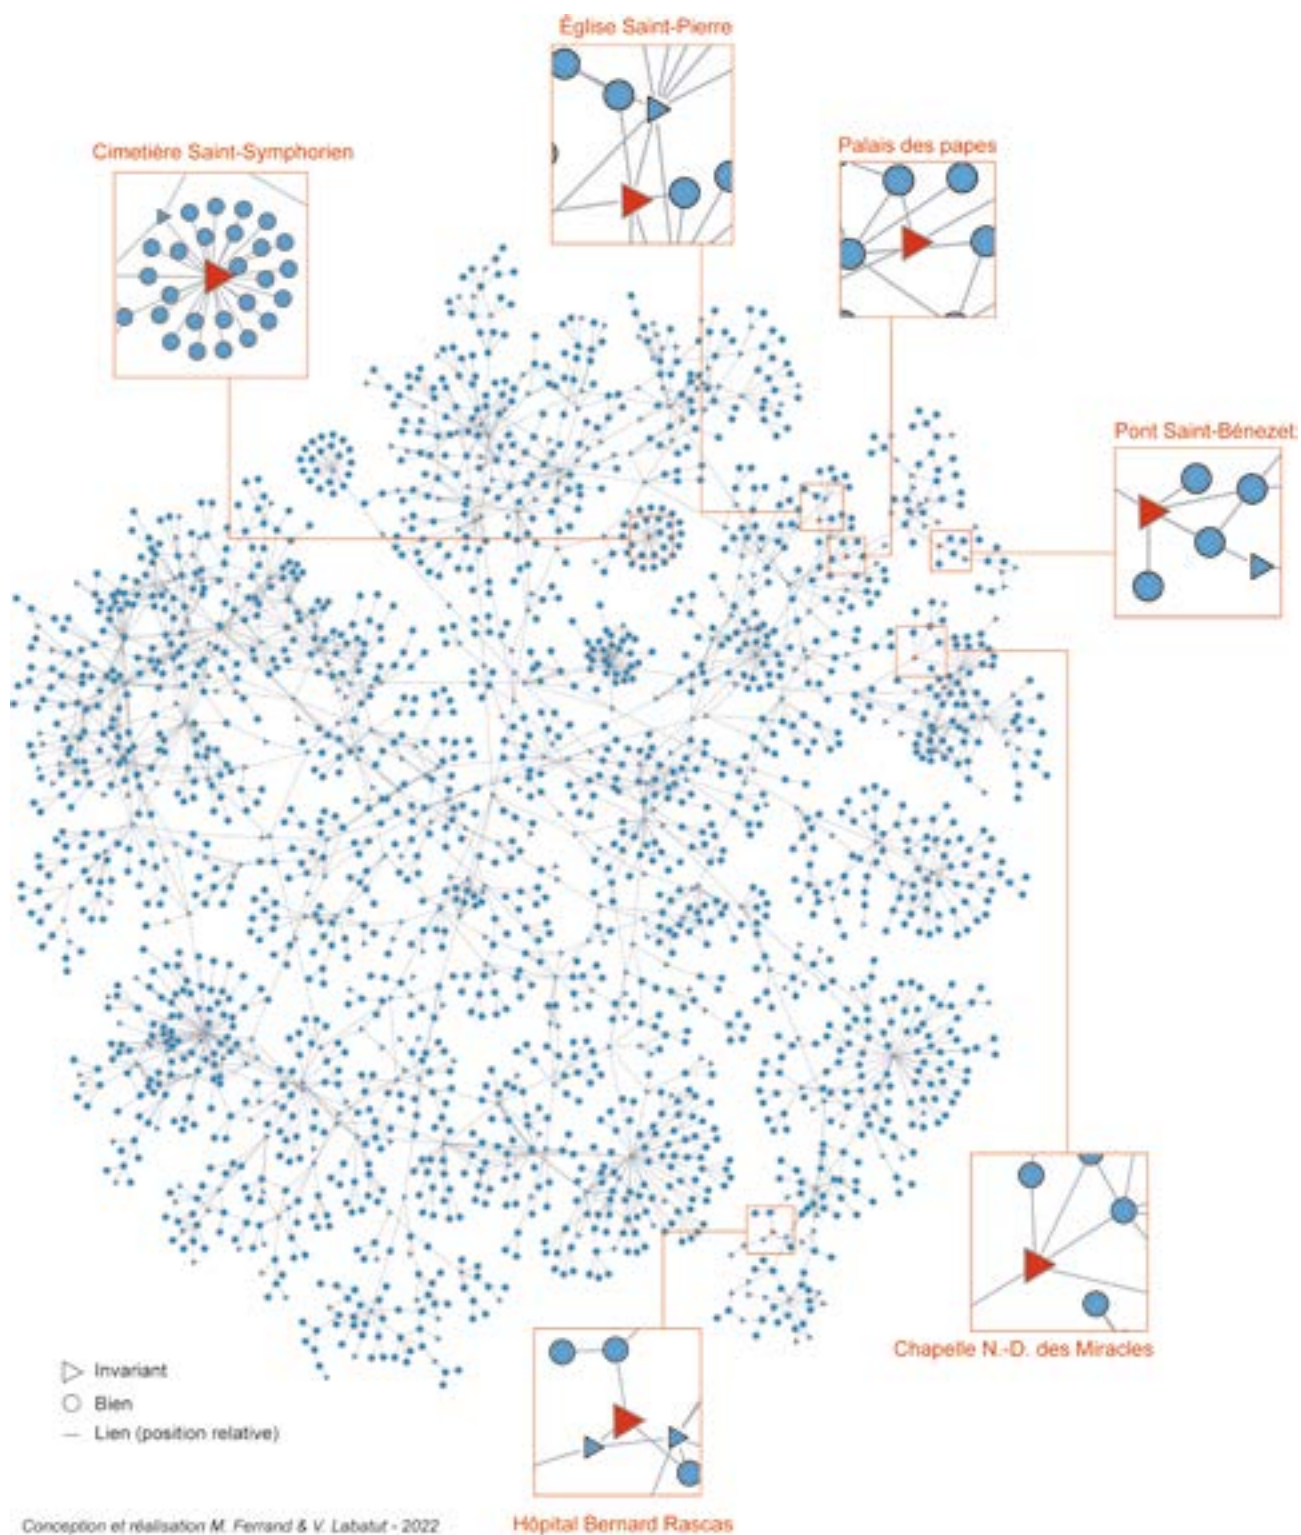 Église Saint-Pierre
Palais des papes
Cimetière Saint-Symphorien
Pont Saint-Bénezet
Chapelle N.-D. des Miracles
Invariant
Bien
Lien (position relative)
Conception et réalisation M. Ferrand & V. Labatut - 2022
Hôpital Bernard Rascas